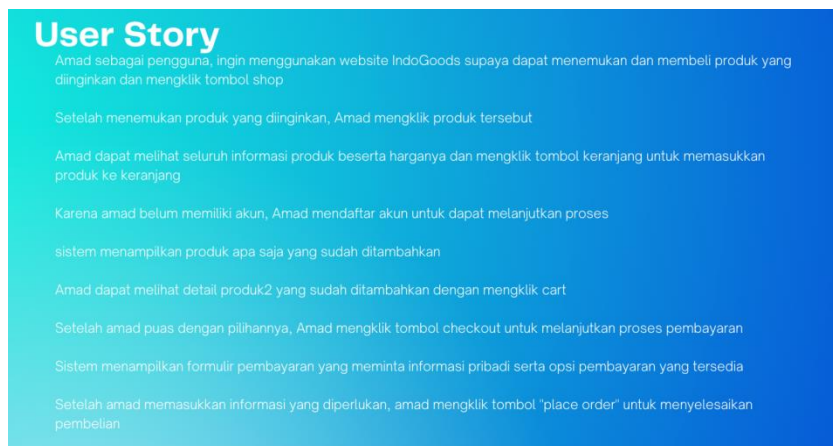 User Story
Amad sebagai pengguna, ingin menggunakan website IndoGoods supaya dapat menemukan dan membeli produk yang
diinginkan dan mengklik tombol shop
Setelah menemukan produk yang diinginkan, Amad mengklik produk tersebut
Amad dapat melihat seluruh informasi produk beserta harganya dan mengklik tombol keranjang untuk memasukkan
produk ke keranjang
Karena amad belum memiliki akun, Amad mendaftar akun untuk dapat melanjutkan proses
sistem menampilkan produk apa saja yang sudah ditambahkan
Amad dapat melihat detail produk2 yang sudah ditambahkan dengan mengklik cart
Setelah amad puas dengan pilihannya, Amad mengklik tombol checkout untuk melanjutkan proses pembayaran
Sistem menampilkan formulir pembayaran yang meminta informasi pribadi serta opsi pembayaran yang tersedia
Setelah amad memasukkan informasi yang diperlukan, amad mengklik tombol "place order" untuk menyelesaikan
pembelian